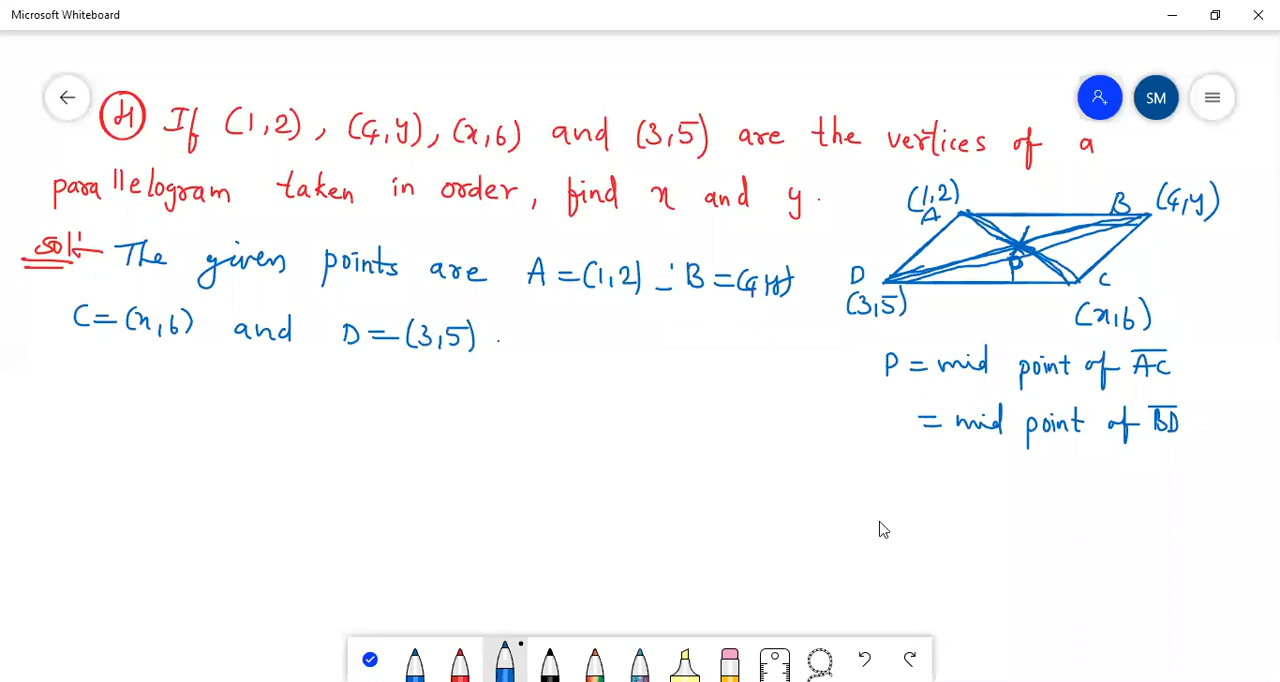 Microsoft Whiteboard
SM
If (1,2), (4,y), (x,6) and (3,5) are the vertices of a
parallelogram taken in order, find x and y.
Sol:- The given points are A = (1,2) B = (4,y)
C = (x,6) and D = (3,5).
(1,2)
A
B (4,y)
D
(3,5)
C
(x,6)
P
P = mid point of AC
= mid point of BD